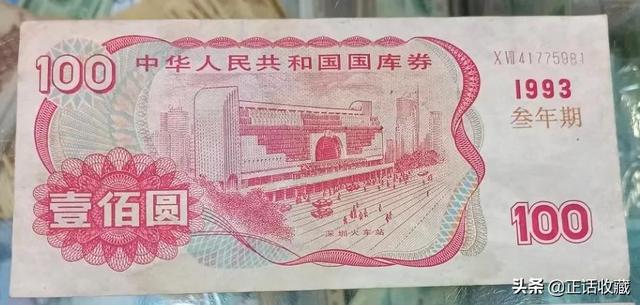 100
中华人民共和国国库券
XVII41775981
1993
叁年期
壹佰圆
深圳火车站
100
头条 @正话收藏